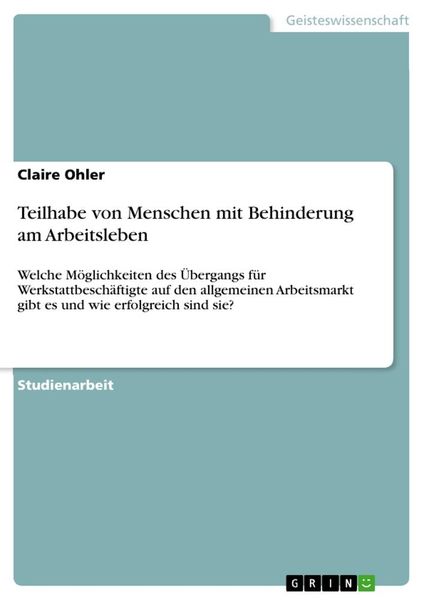 Geisteswissenschaft
Claire Ohler
Teilhabe von Menschen mit Behinderung
am Arbeitsleben
Welche Möglichkeiten des Übergangs für
Werkstattbeschäftigte auf den allgemeinen Arbeitsmarkt
gibt es und wie erfolgreich sind sie?
Studienarbeit
GRIN